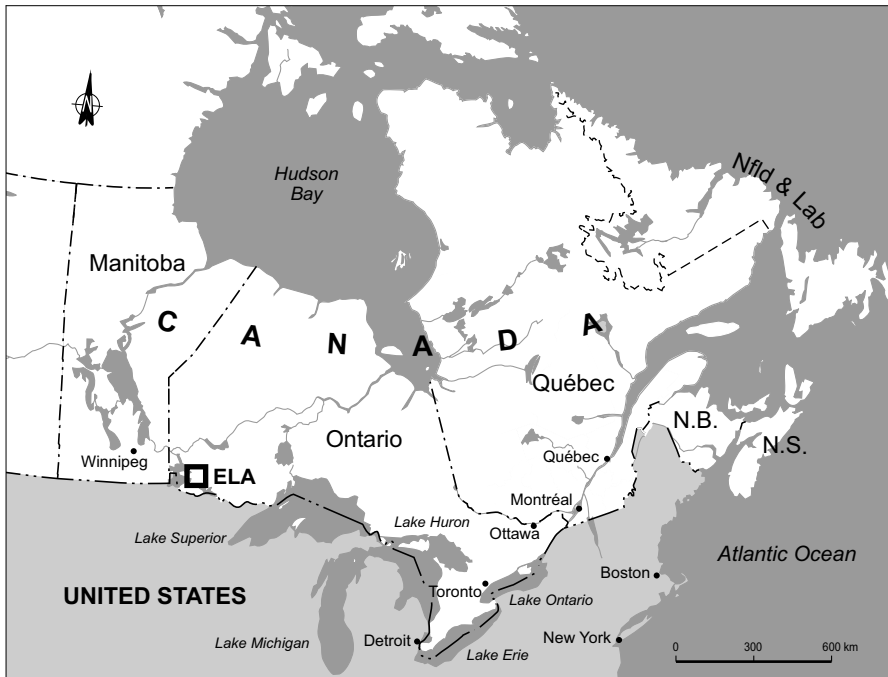 Hudson
Bay
Nfld & Lab
Manitoba
C A N A D A
Québec
Ontario
N.B.
N.S.
Winnipeg
Québec
ELA
Montréal
Lake Superior
Lake Huron
Ottawa
Atlantic Ocean
Boston
UNITED STATES
Toronto
Lake Ontario
Lake Michigan
Detroit
Lake Erie
New York
0 300 600 km